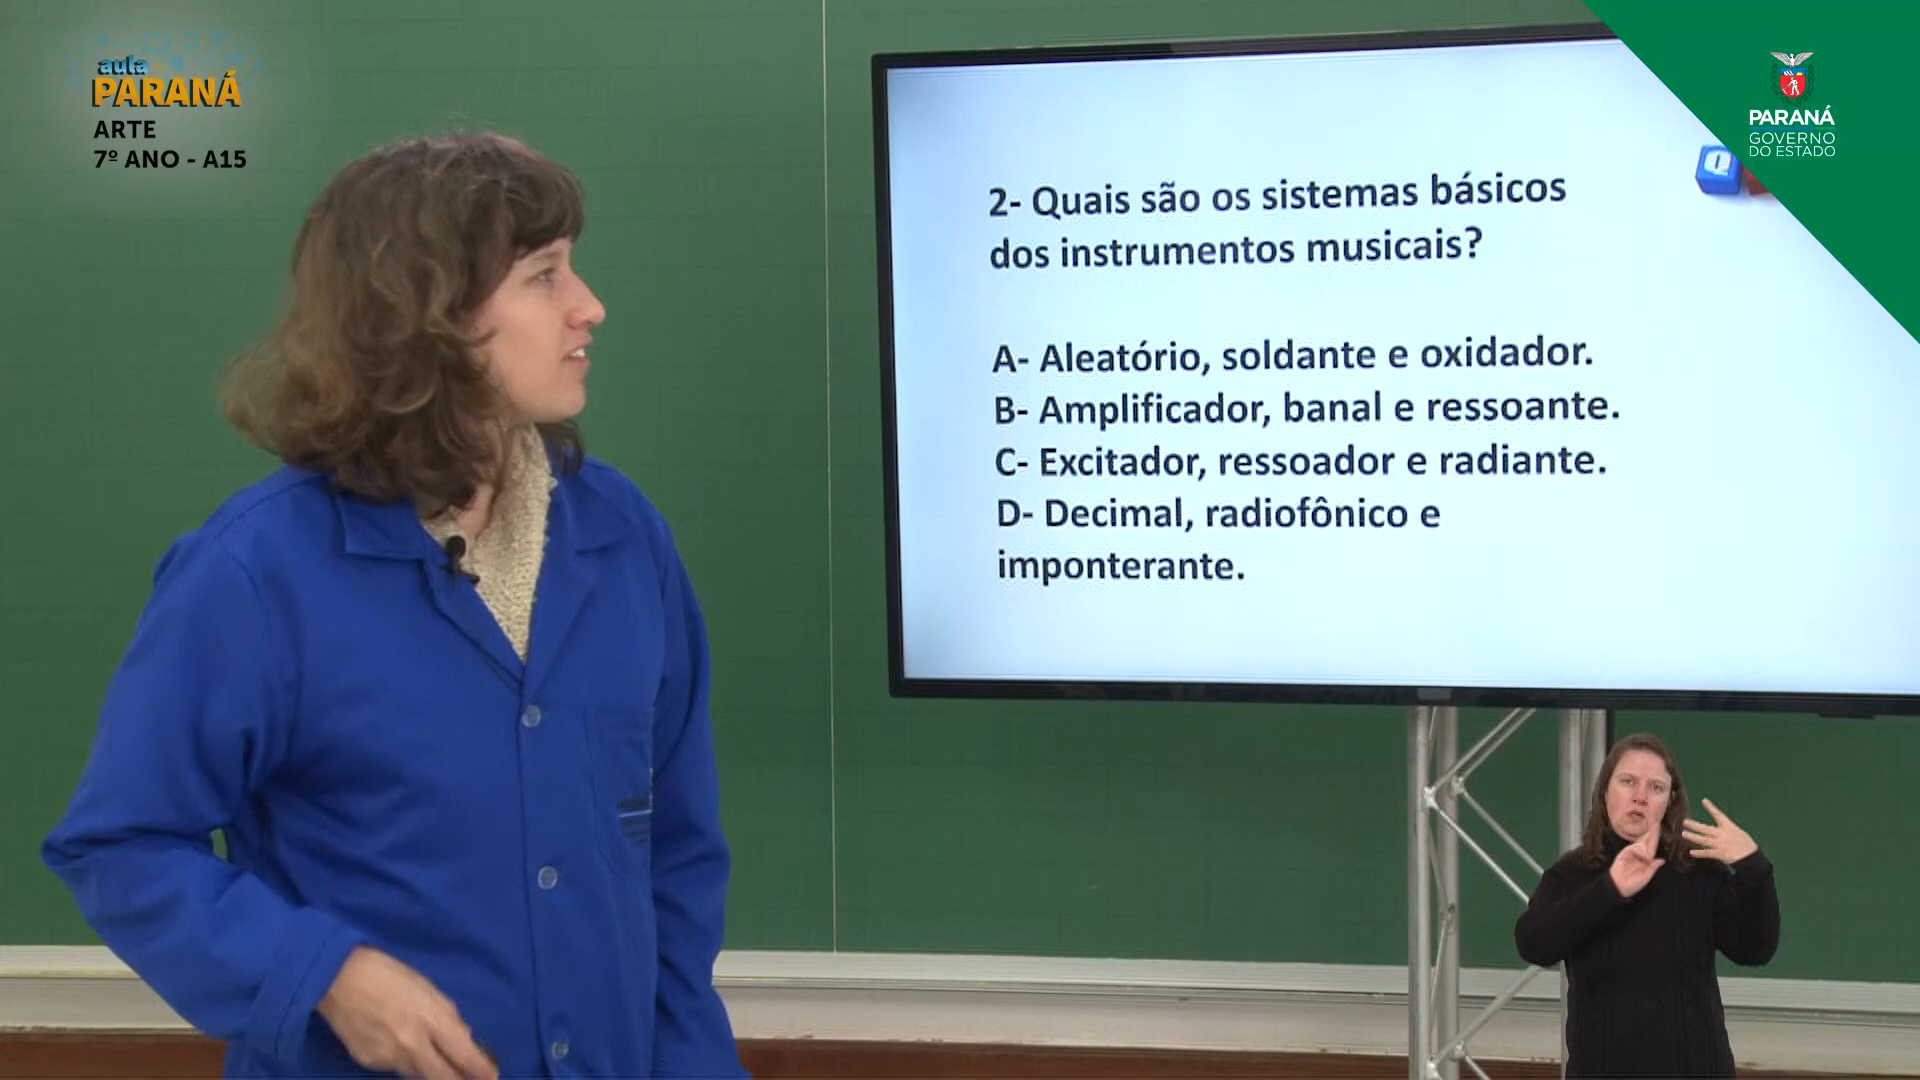 aula
PARANÁ
ARTE
7º ANO - A15
PARANÁ
GOVERNO
DO ESTADO
Q
2- Quais são os sistemas básicos
dos instrumentos musicais?
A- Aleatório, soldante e oxidador.
B- Amplificador, banal e ressoante.
C- Excitador, ressoador e radiante.
D- Decimal, radiofônico e
imponterante.